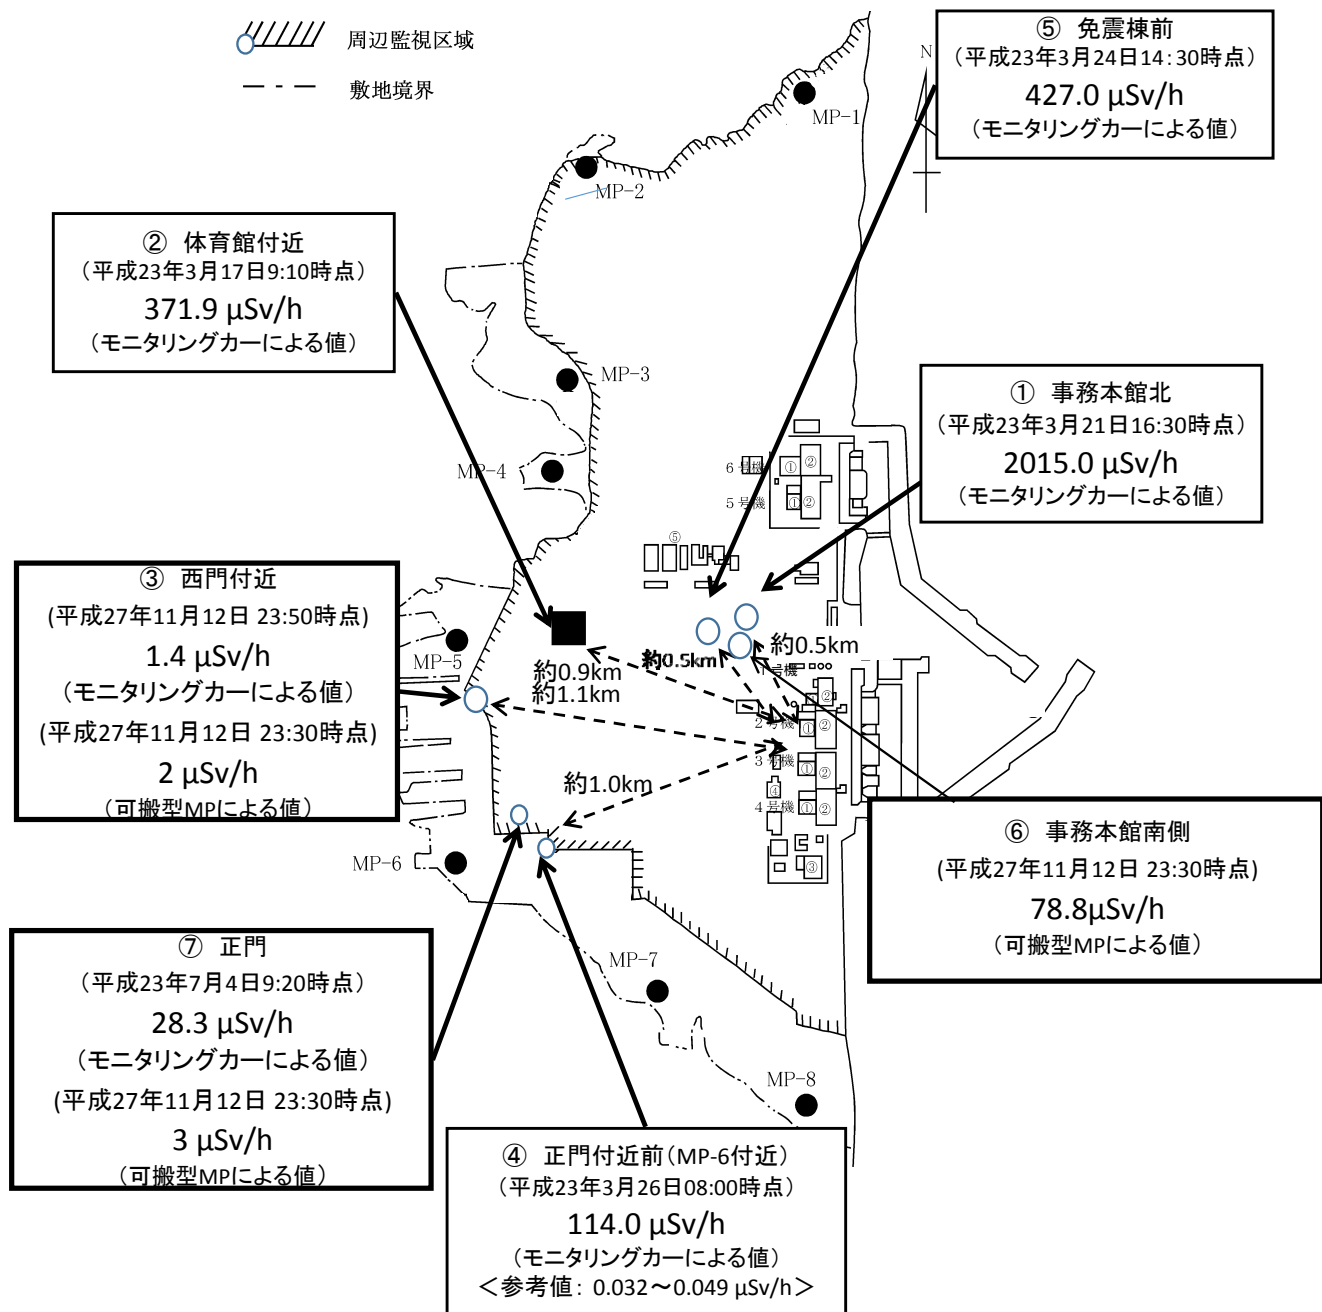 周辺監視区域
敷地境界
⑤ 免震棟前
（平成23年3月24日14:30時点）
427.0 μSv/h
（モニタリングカーによる値）
N
MP-1
MP-2
② 体育館付近
（平成23年3月17日9:10時点）
371.9 μSv/h
（モニタリングカーによる値）
MP-3
MP-4
① 事務本館北
（平成23年3月21日16:30時点）
2015.0 μSv/h
（モニタリングカーによる値）
6号機
①
②
5号機
①
②
⑤
③ 西門付近
(平成27年11月12日 23:50時点)
1.4 μSv/h
（モニタリングカーによる値）
(平成27年11月12日 23:30時点)
2 μSv/h
（可搬型MPによる値）
MP-5
約0.9km
約1.1km
約0.5km
約0.5km
1号機
②
2号機
①
②
3号機
①
②
④
4号機
①
②
③
約1.0km
MP-6
⑥ 事務本館南側
(平成27年11月12日 23:30時点)
78.8μSv/h
（可搬型MPによる値）
⑦ 正門
（平成23年7月4日9:20時点）
28.3 μSv/h
（モニタリングカーによる値）
(平成27年11月12日 23:30時点)
3 μSv/h
（可搬型MPによる値）
MP-7
MP-8
④ 正門付近前（MP-6付近）
（平成23年3月26日08:00時点）
114.0 μSv/h
（モニタリングカーによる値）
＜参考値: 0.032～0.049 μSv/h＞